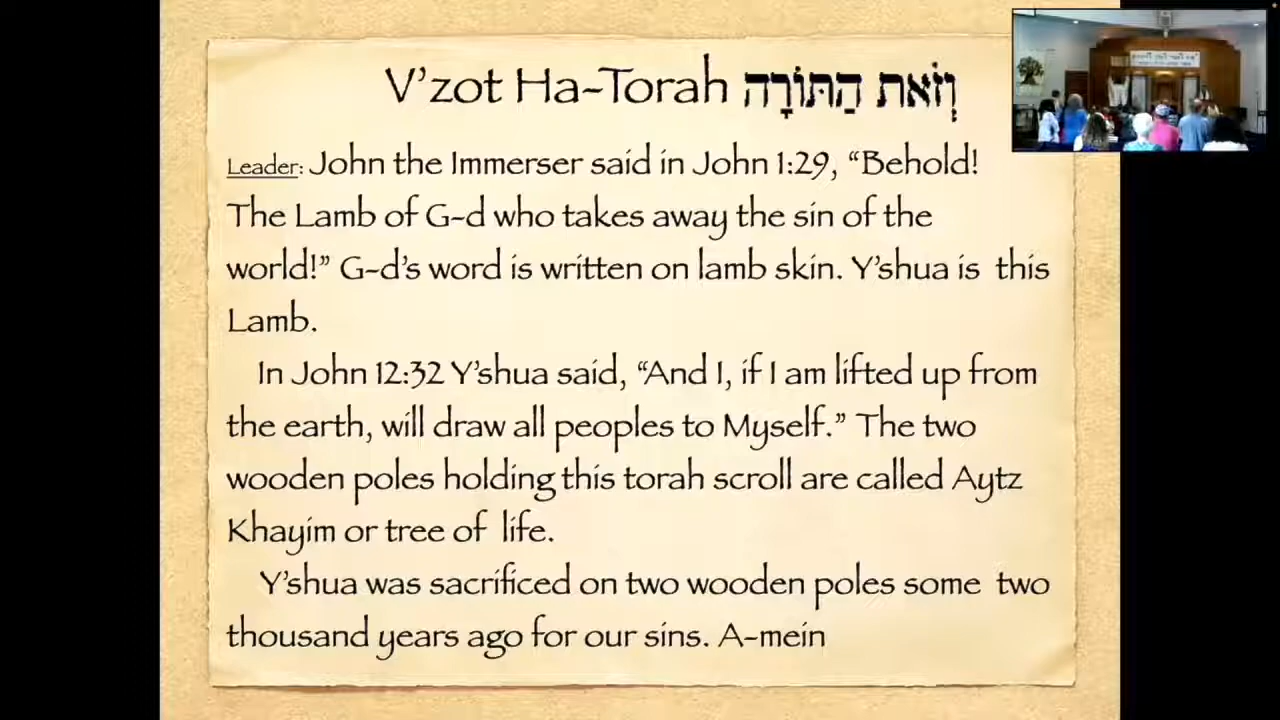 V'zot Ha-Torah וְזֹאת הַתּוֹרָה
Leader: John the Immerser said in John 1:29, “Behold!
The Lamb of G-d who takes away the sin of the
world!” G-d's word is written on lamb skin. Y'shua is this
Lamb.
In John 12:32 Y'shua said, “And I, if I am lifted up from
the earth, will draw all peoples to Myself.” The two
wooden poles holding this torah scroll are called Aytz
Khayim or tree of life.
Y'shua was sacrificed on two wooden poles some two
thousand years ago for our sins. A-mein